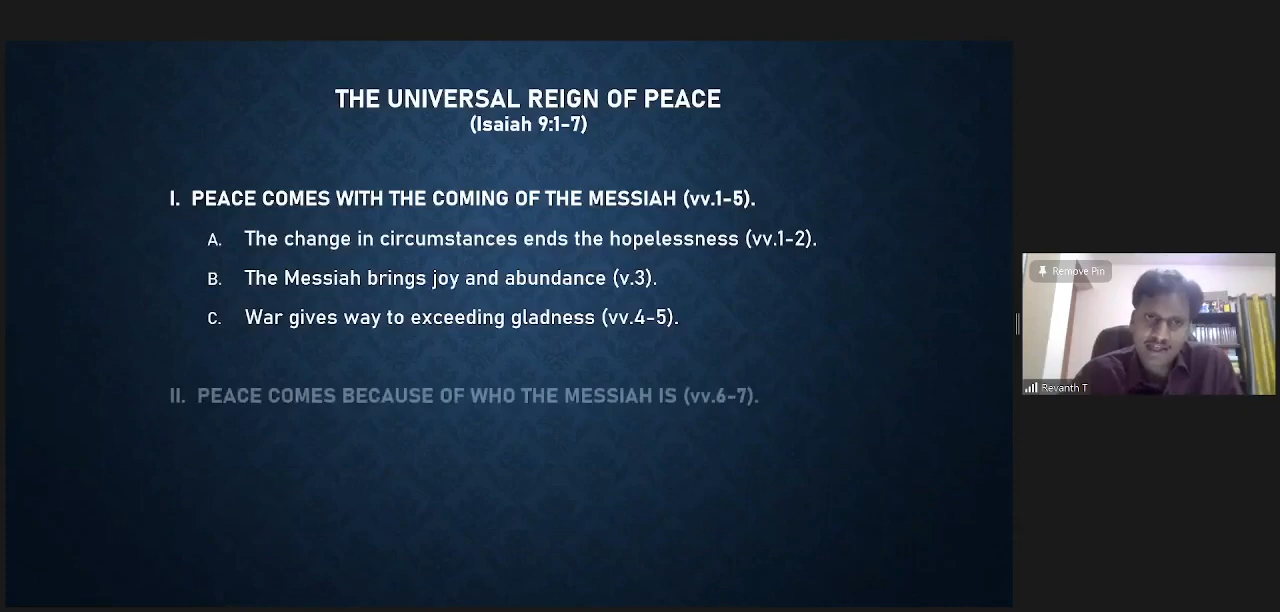 THE UNIVERSAL REIGN OF PEACE
(Isaiah 9:1-7)
I. PEACE COMES WITH THE COMING OF THE MESSIAH (vv.1-5).
A. The change in circumstances ends the hopelessness (vv.1-2).
B. The Messiah brings joy and abundance (v.3).
C. War gives way to exceeding gladness (vv.4-5).
II. PEACE COMES BECAUSE OF WHO THE MESSIAH IS (vv.6-7).
Remove Pin
Revanth T